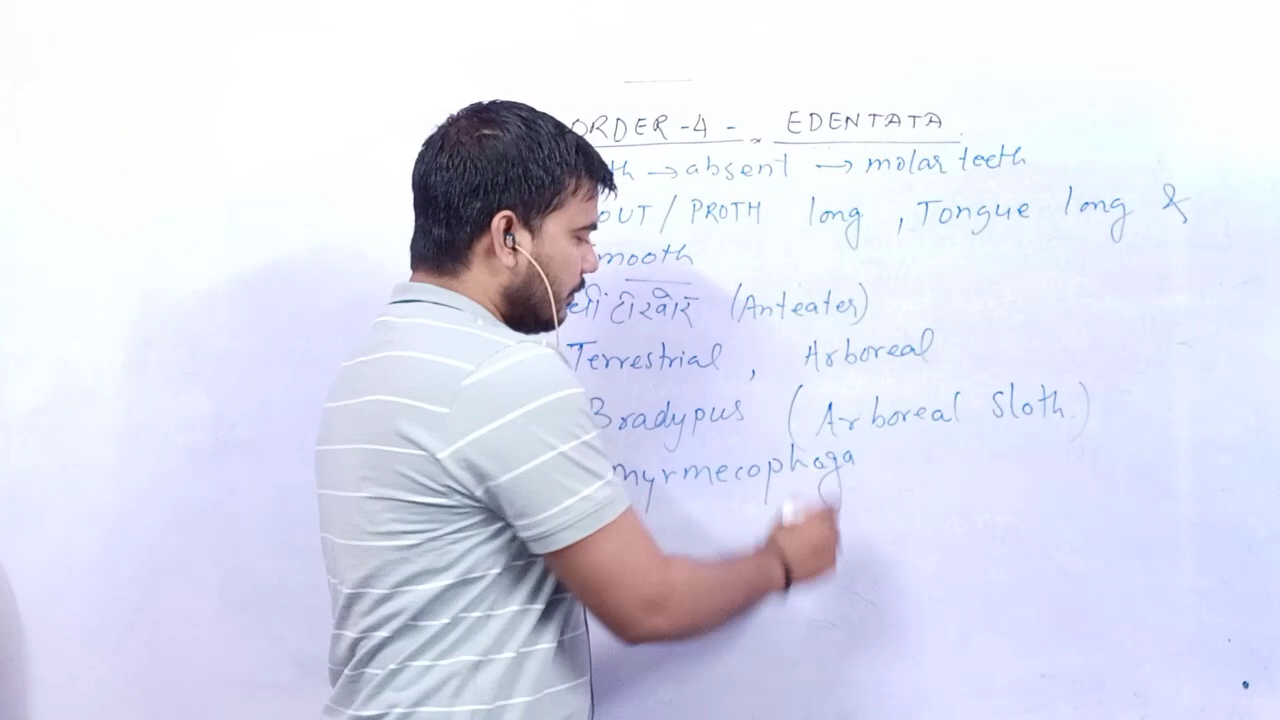 ORDER-4 - EDENTATA
th → absent → molar teeth
OUT / PROTH long , Tongue long &
mooth
टीखोर (Anteater)
Terrestrial , Arboreal
Bradypus (Arboreal Sloth)
myrmecophaga